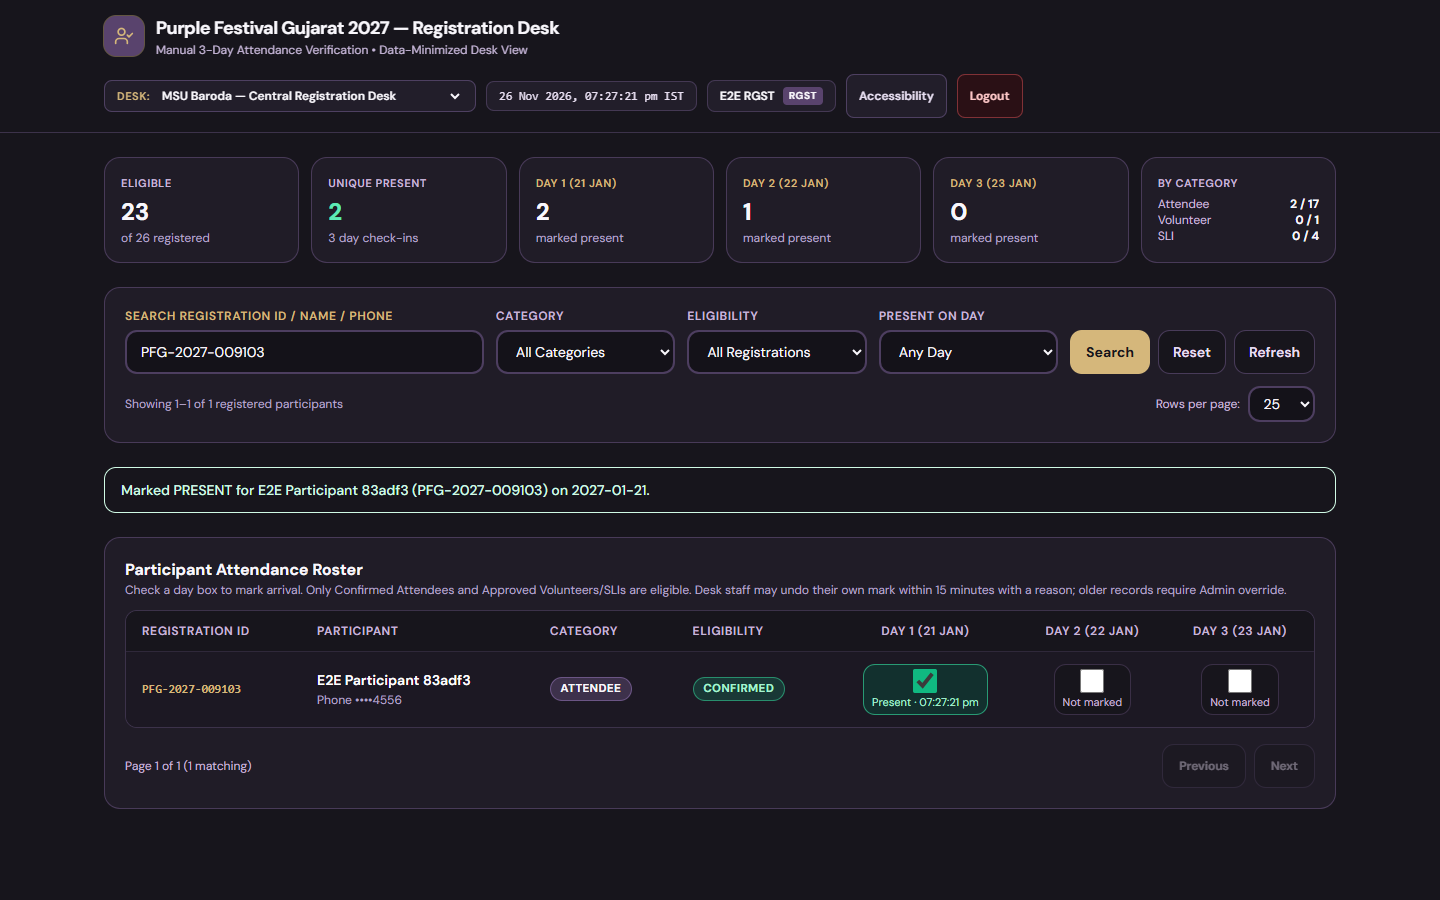 Purple Festival Gujarat 2027 — Registration Desk
Manual 3-Day Attendance Verification • Data-Minimized Desk View
DESK: MSU Baroda — Central Registration Desk
26 Nov 2026, 07:27:21 pm IST
E2E RGST RGST
Accessibility
Logout
ELIGIBLE
23
of 26 registered
UNIQUE PRESENT
2
3 day check-ins
DAY 1 (21 JAN)
2
marked present
DAY 2 (22 JAN)
1
marked present
DAY 3 (23 JAN)
0
marked present
BY CATEGORY
Attendee 2 / 17
Volunteer 0 / 1
SLI 0 / 4
SEARCH REGISTRATION ID / NAME / PHONE
PFG-2027-009103
CATEGORY
All Categories
ELIGIBILITY
All Registrations
PRESENT ON DAY
Any Day
Search
Reset
Refresh
Showing 1–1 of 1 registered participants
Rows per page: 25
Marked PRESENT for E2E Participant 83adf3 (PFG-2027-009103) on 2027-01-21.
Participant Attendance Roster
Check a day box to mark arrival. Only Confirmed Attendees and Approved Volunteers/SLIs are eligible. Desk staff may undo their own mark within 15 minutes with a reason; older records require Admin override.
REGISTRATION ID PARTICIPANT CATEGORY ELIGIBILITY DAY 1 (21 JAN) DAY 2 (22 JAN) DAY 3 (23 JAN)
PFG-2027-009103
E2E Participant 83adf3
Phone ••••4556
ATTENDEE
CONFIRMED
Present · 07:27:21 pm
Not marked
Not marked
Page 1 of 1 (1 matching)
Previous
Next